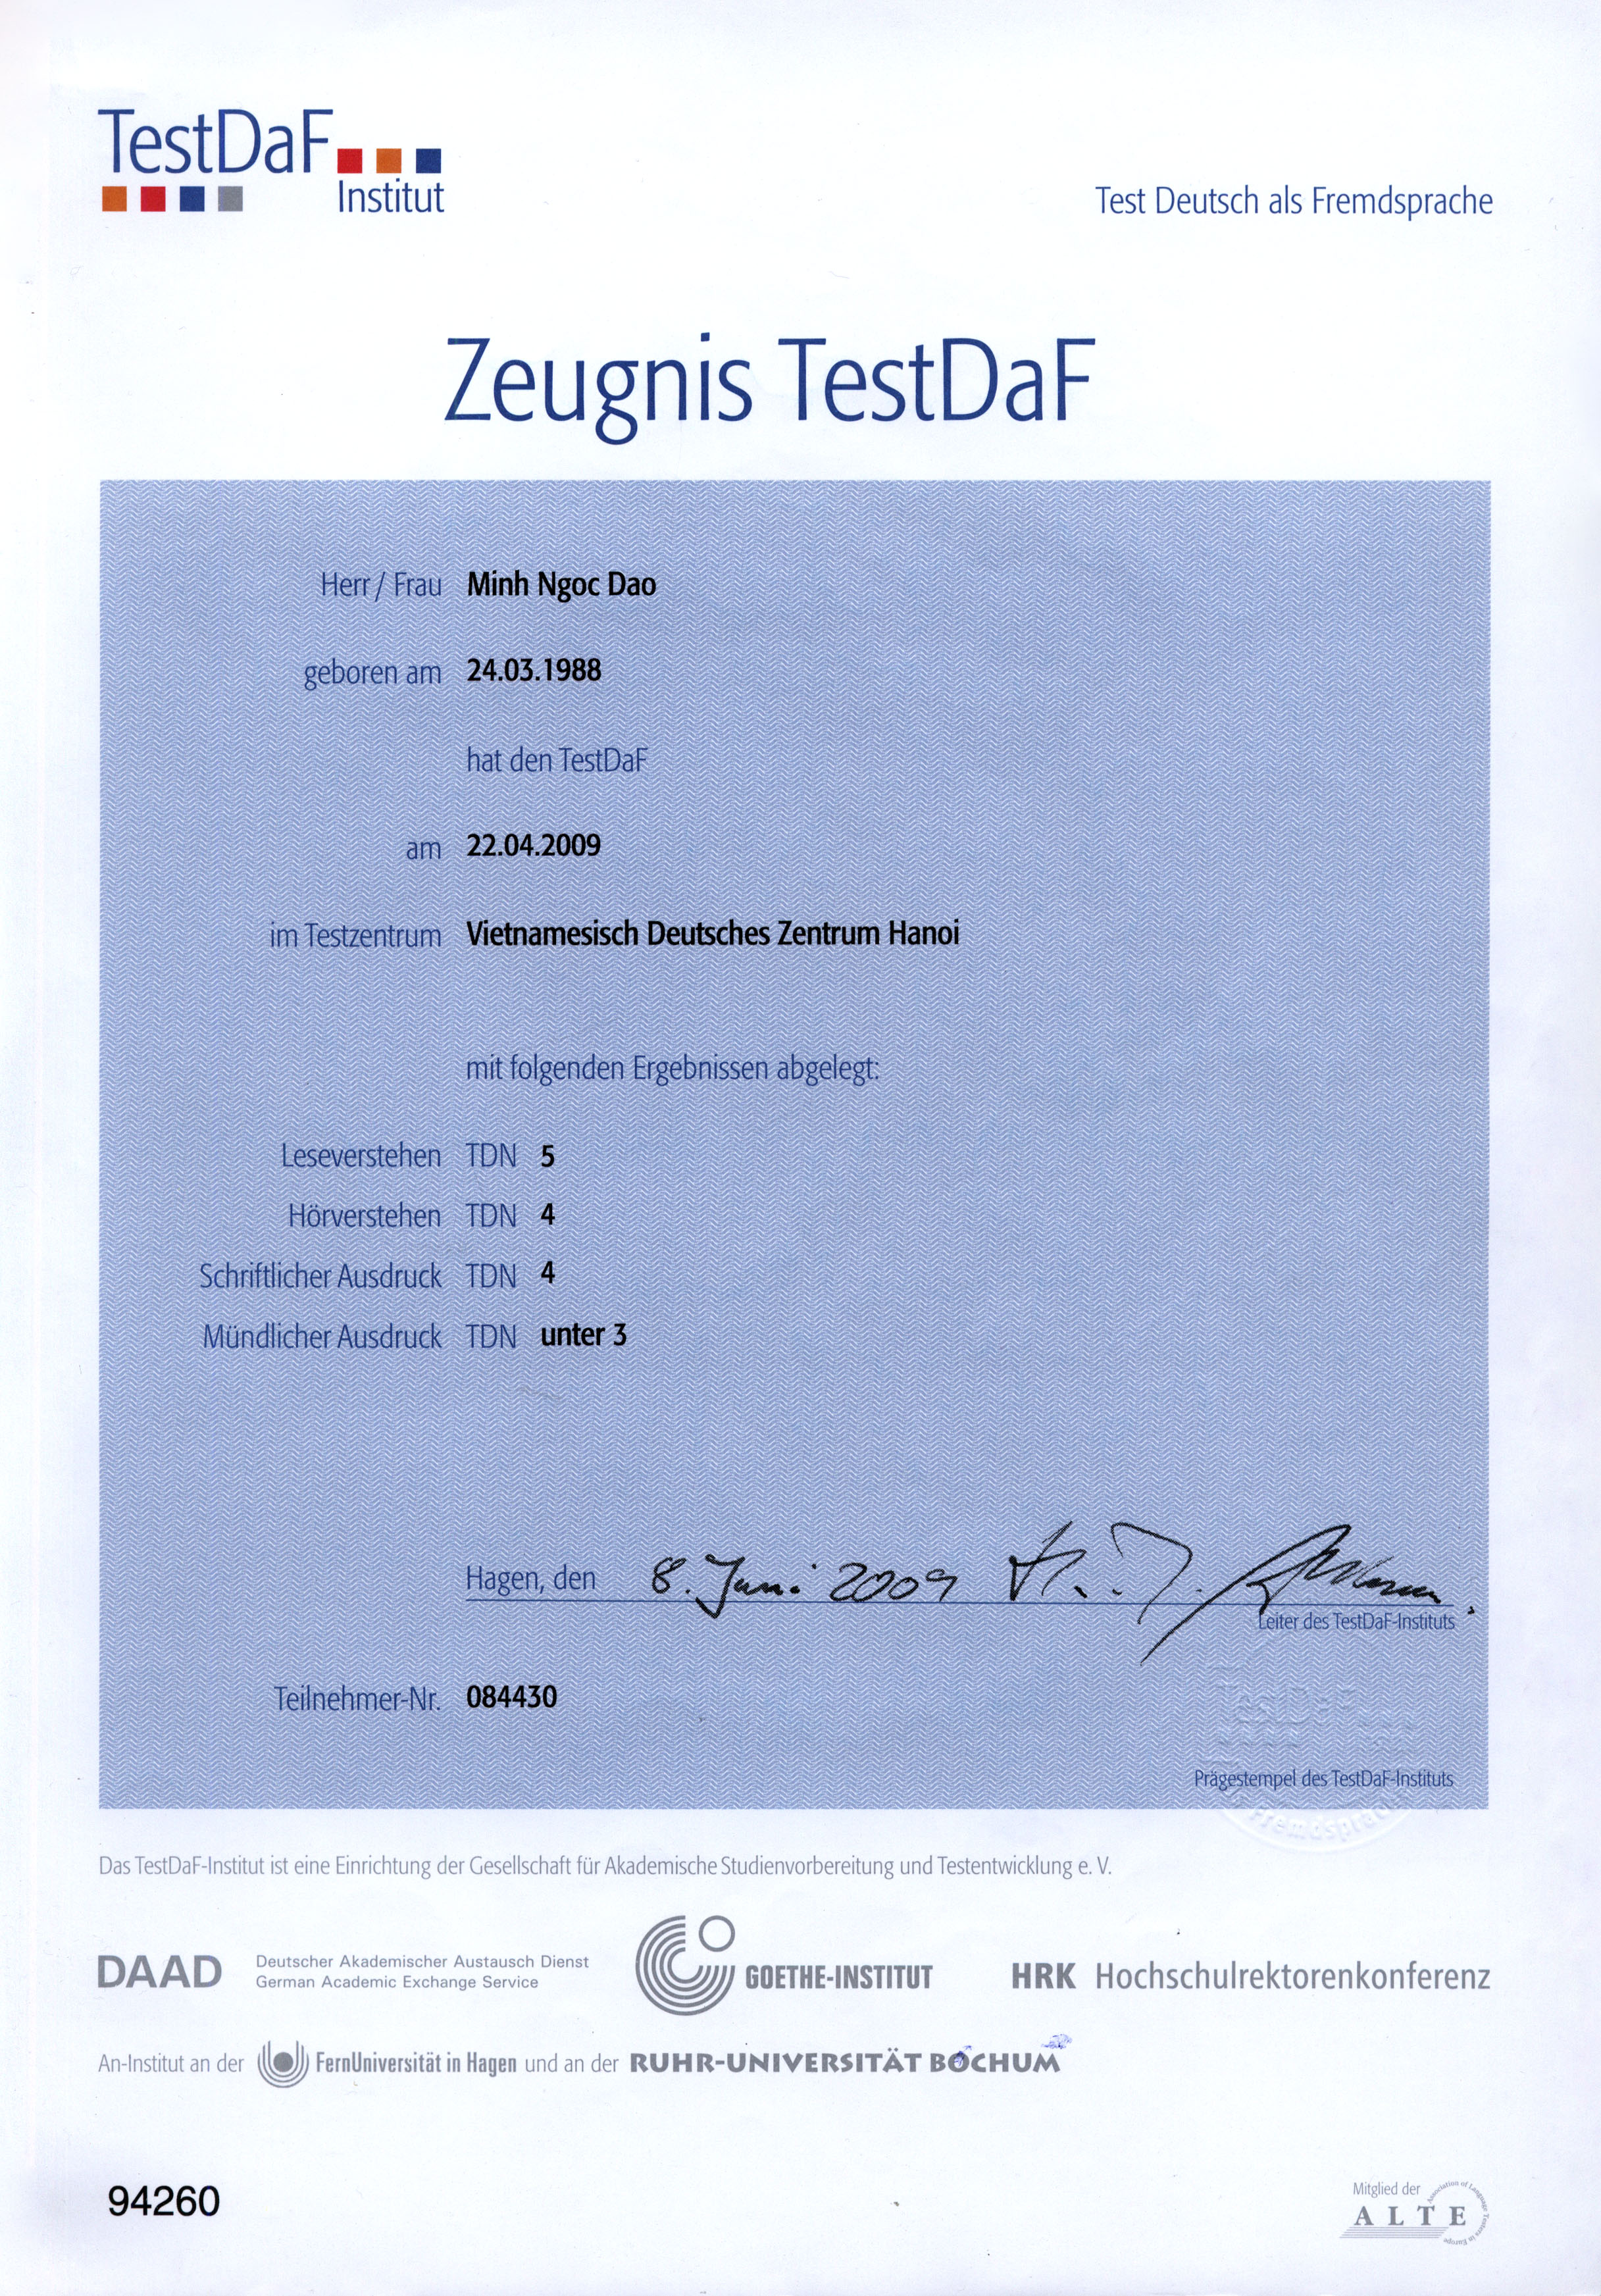 TestDaF
Institut
Test Deutsch als Fremdsprache
Zeugnis TestDaF
Herr / Frau Minh Ngoc Dao
geboren am 24.03.1988
hat den TestDaF
am 22.04.2009
im Testzentrum Vietnamesisch Deutsches Zentrum Hanoi
mit folgenden Ergebnissen abgelegt:
Leseverstehen TDN 5
Hörverstehen TDN 4
Schriftlicher Ausdruck TDN 4
Mündlicher Ausdruck TDN unter 3
Hagen, den 8. Juni 2009
Leiter des TestDaF-Instituts
Teilnehmer-Nr. 084430
TestDaF
Prägestempel des TestDaF-Instituts
Fremdsprache
Das TestDaF-Institut ist eine Einrichtung der Gesellschaft für Akademische Studienvorbereitung und Testentwicklung e. V.
DAAD Deutscher Akademischer Austausch Dienst
German Academic Exchange Service
GOETHE-INSTITUT
HRK Hochschulrektorenkonferenz
An-Institut an der FernUniversität in Hagen und an der RUHR-UNIVERSITÄT BOCHUM
94260
Mitglied der
ALTE
Association of Language Testers in Europe